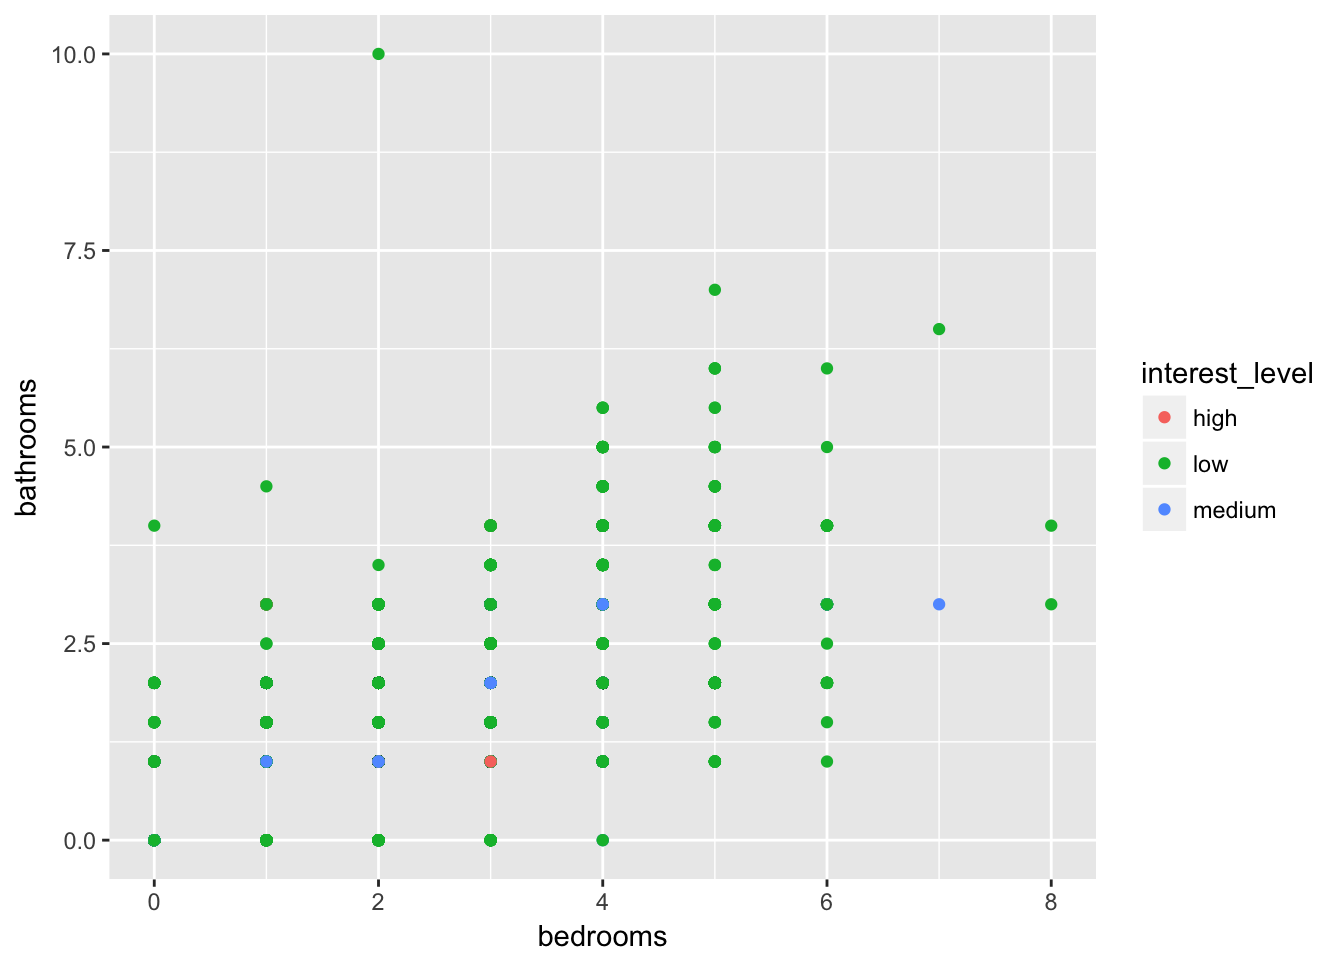 10.0
7.5
5.0
2.5
0.0
0 2 4 6 8
bedrooms
bathrooms
interest_level
high
low
medium